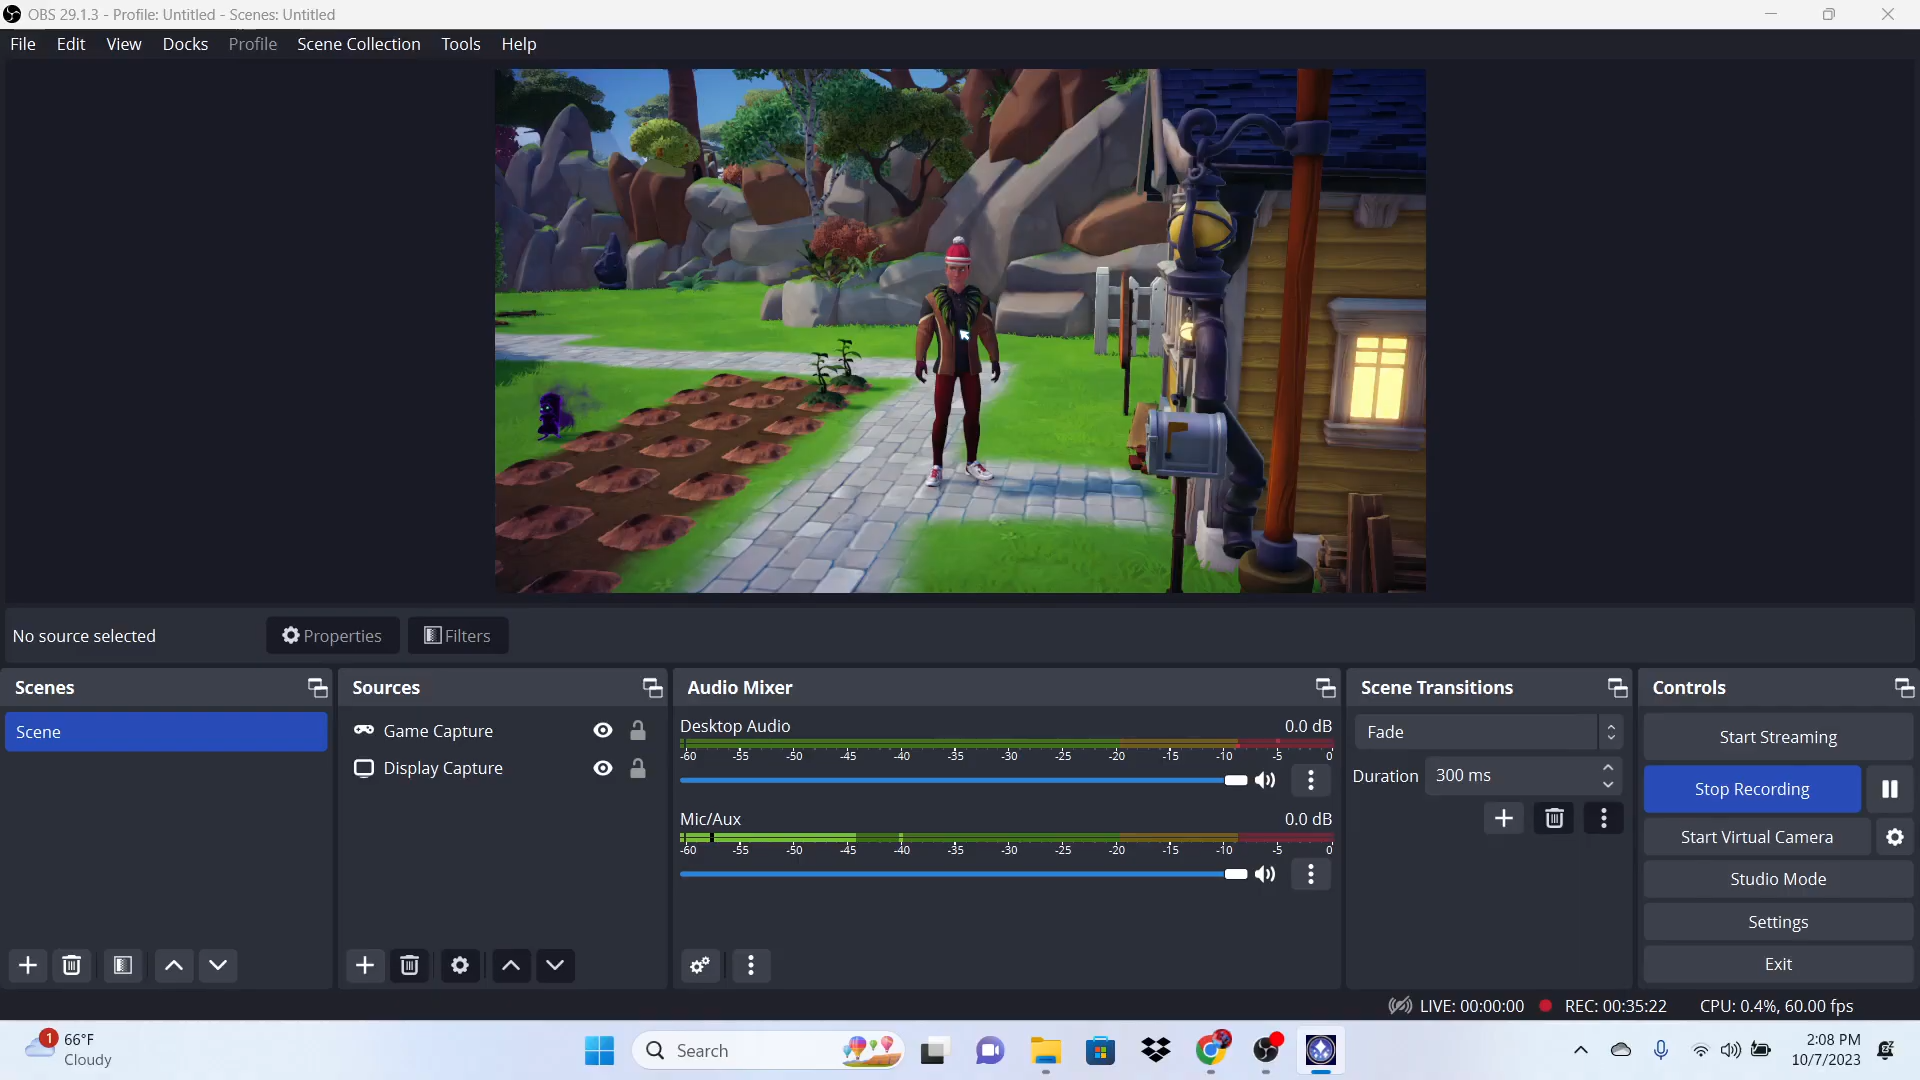 OBS 29.1.3 - Profile: Untitled - Scenes: Untitled
File Edit View Docks Profile Scene Collection Tools Help
No source selected
Properties
Filters
Scenes
Scene
Sources
Game Capture
Display Capture
Audio Mixer
Desktop Audio 0.0 dB
-60 -55 -50 -45 -40 -35 -30 -25 -20 -15 -10 -5 0
Mic/Aux 0.0 dB
-60 -55 -50 -45 -40 -35 -30 -25 -20 -15 -10 -5 0
Scene Transitions
Fade
Duration 300 ms
Controls
Start Streaming
Stop Recording
Start Virtual Camera
Studio Mode
Settings
Exit
LIVE: 00:00:00 REC: 00:35:22 CPU: 0.4%, 60.00 fps
1
66°F
Cloudy
Search
2:08 PM
10/7/2023